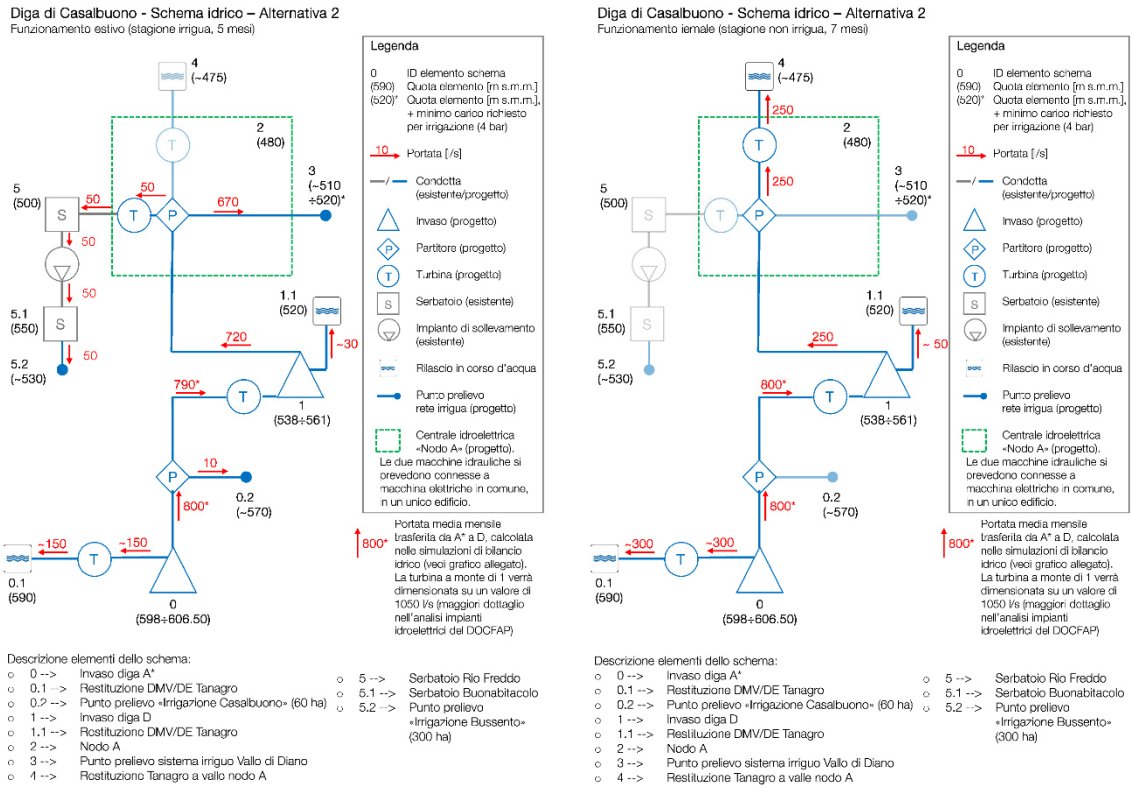 Diga di Casalbuono - Schema idrico – Alternativa 2
Funzionamento estivo (stagione irrigua, 5 mesi)
4
(~475)
2
(480)
3
(~510
÷520)*
5
(500)
50
50
670
S
T
P
T
50
50
5.1
(550)
S
50
5.2
(~530)
1.1
(520)
~30
720
790*
T
1
(538÷561)
P
10
0.2
(~570)
800*
~150
~150
T
0.1
(590)
0
(598÷606.50)
Legenda
0 ID elemento schema
(590) Quota elemento [m s.m.m.]
(520)* Quota elemento [m s.m.m.],
+ minimo carico richiesto
per irrigazione (4 bar)
10 Portata [l/s]
/ Condotta
(esistente/progetto)
Invaso (progetto)
P Partitore (progetto)
T Turbina (progetto)
S Serbatoio (esistente)
Impianto di sollevamento
(esistente)
Rilascio in corso d'acqua
Punto prelievo
rete irrigua (progetto)
Centrale idroelettrica
«Nodo A» (progetto).
Le due macchine idrauliche si
prevedono connesse a
macchina elettriche in comune,
in un unico edificio.
800*
Portata media mensile
trasferita da A* a D, calcolata
nelle simulazioni di bilancio
idrico (vedi grafico allegato).
La turbina a monte di 1 verrà
dimensionata su un valore di
1050 l/s (maggiori dettaglio
nell'analisi impianti
idroelettrici del DOCFAP)
Descrizione elementi dello schema:
o 0 --> Invaso diga A*
o 0.1 --> Restituzione DMV/DE Tanagro
o 0.2 --> Punto prelievo «Irrigazione Casalbuono» (60 ha)
o 1 --> Invaso diga D
o 1.1 --> Restituzione DMV/DE Tanagro
o 2 --> Nodo A
o 3 --> Punto prelievo sistema irriguo Vallo di Diano
o 4 --> Restituzione Tanagro a valle nodo A
o 5 --> Serbatoio Rio Freddo
o 5.1 --> Serbatoio Buonabitacolo
o 5.2 --> Punto prelievo
«Irrigazione Bussento»
(300 ha)
Diga di Casalbuono - Schema idrico – Alternativa 2
Funzionamento iemale (stagione non irrigua, 7 mesi)
4
(~475)
250
T
2
(480)
250
3
(~510
÷520)*
5
(500)
S
T
P
5.1
(550)
S
5.2
(~530)
1.1
(520)
~ 50
250
800*
T
1
(538÷561)
P
0.2
(~570)
800*
~300
~300
T
0.1
(590)
0
(598÷606.50)
Legenda
0 ID elemento schema
(590) Quota elemento [m s.m.m.]
(520)* Quota elemento [m s.m.m.],
+ minimo carico richiesto
per irrigazione (4 bar)
10 Portata [l/s]
/ Condotta
(esistente/progetto)
Invaso (progetto)
P Partitore (progetto)
T Turbina (progetto)
S Serbatoio (esistente)
Impianto di sollevamento
(esistente)
Rilascio in corso d'acqua
Punto prelievo
rete irrigua (progetto)
Centrale idroelettrica
«Nodo A» (progetto).
Le due macchine idrauliche si
prevedono connesse a
macchina elettriche in comune,
in un unico edificio.
800*
Portata media mensile
trasferita da A* a D, calcolata
nelle simulazioni di bilancio
idrico (vedi grafico allegato).
La turbina a monte di 1 verrà
dimensionata su un valore di
1050 l/s (maggiori dettaglio
nell'analisi impianti
idroelettrici del DOCFAP)
Descrizione elementi dello schema:
o 0 --> Invaso diga A*
o 0.1 --> Restituzione DMV/DE Tanagro
o 0.2 --> Punto prelievo «Irrigazione Casalbuono» (60 ha)
o 1 --> Invaso diga D
o 1.1 --> Restituzione DMV/DE Tanagro
o 2 --> Nodo A
o 3 --> Punto prelievo sistema irriguo Vallo di Diano
o 4 --> Restituzione Tanagro a valle nodo A
o 5 --> Serbatoio Rio Freddo
o 5.1 --> Serbatoio Buonabitacolo
o 5.2 --> Punto prelievo
«Irrigazione Bussento»
(300 ha)